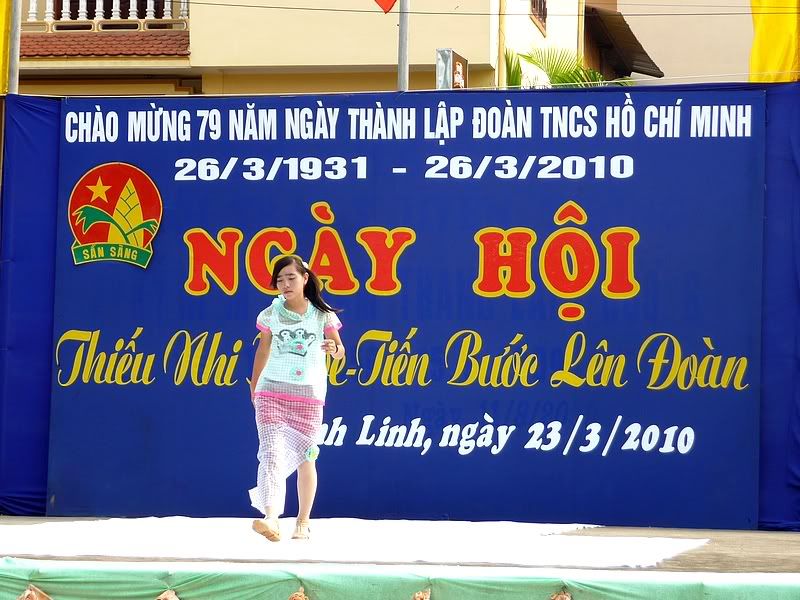 CHÀO MỪNG 79 NĂM NGÀY THÀNH LẬP ĐOÀN TNCS HỒ CHÍ MINH
26/3/1931 - 26/3/2010
SẴN SÀNG
NGÀY HỘI
Thiếu Nhi -Tiến Bước Lên Đoàn
Linh, ngày 23/3/2010